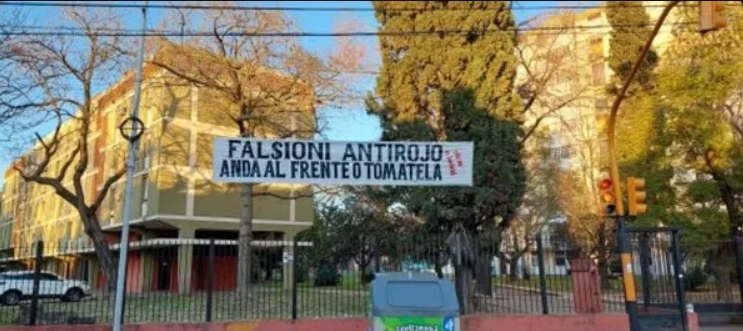 FALSIONI ANTIROJO
ANDA AL FRENTE O TOMATELA